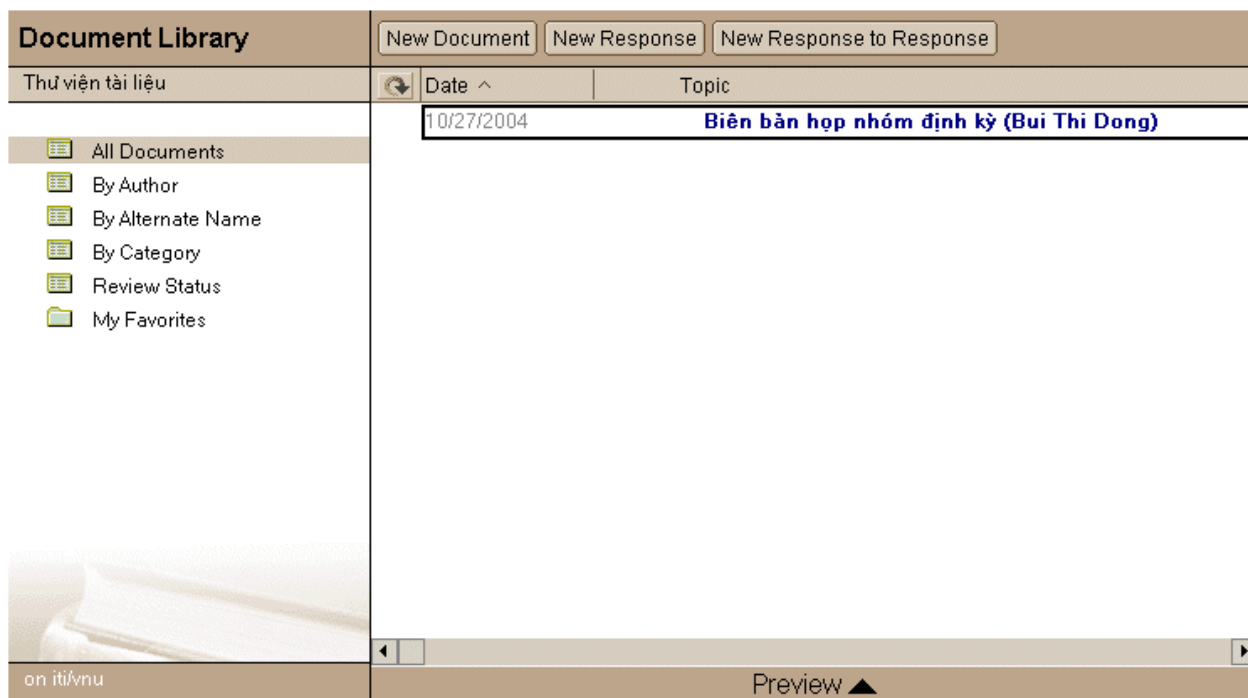 Document Library
New Document New Response New Response to Response
Thư viện tài liệu
Date Topic
10/27/2004 Biên bản họp nhóm định kỳ (Bui Thi Dong)
All Documents
By Author
By Alternate Name
By Category
Review Status
My Favorites
on iti/vnu
Preview